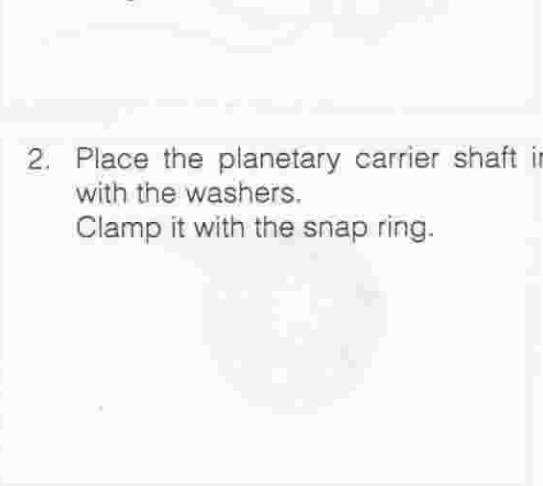 2. Place the planetary carrier shaft
with the washers.
Clamp it with the snap ring.